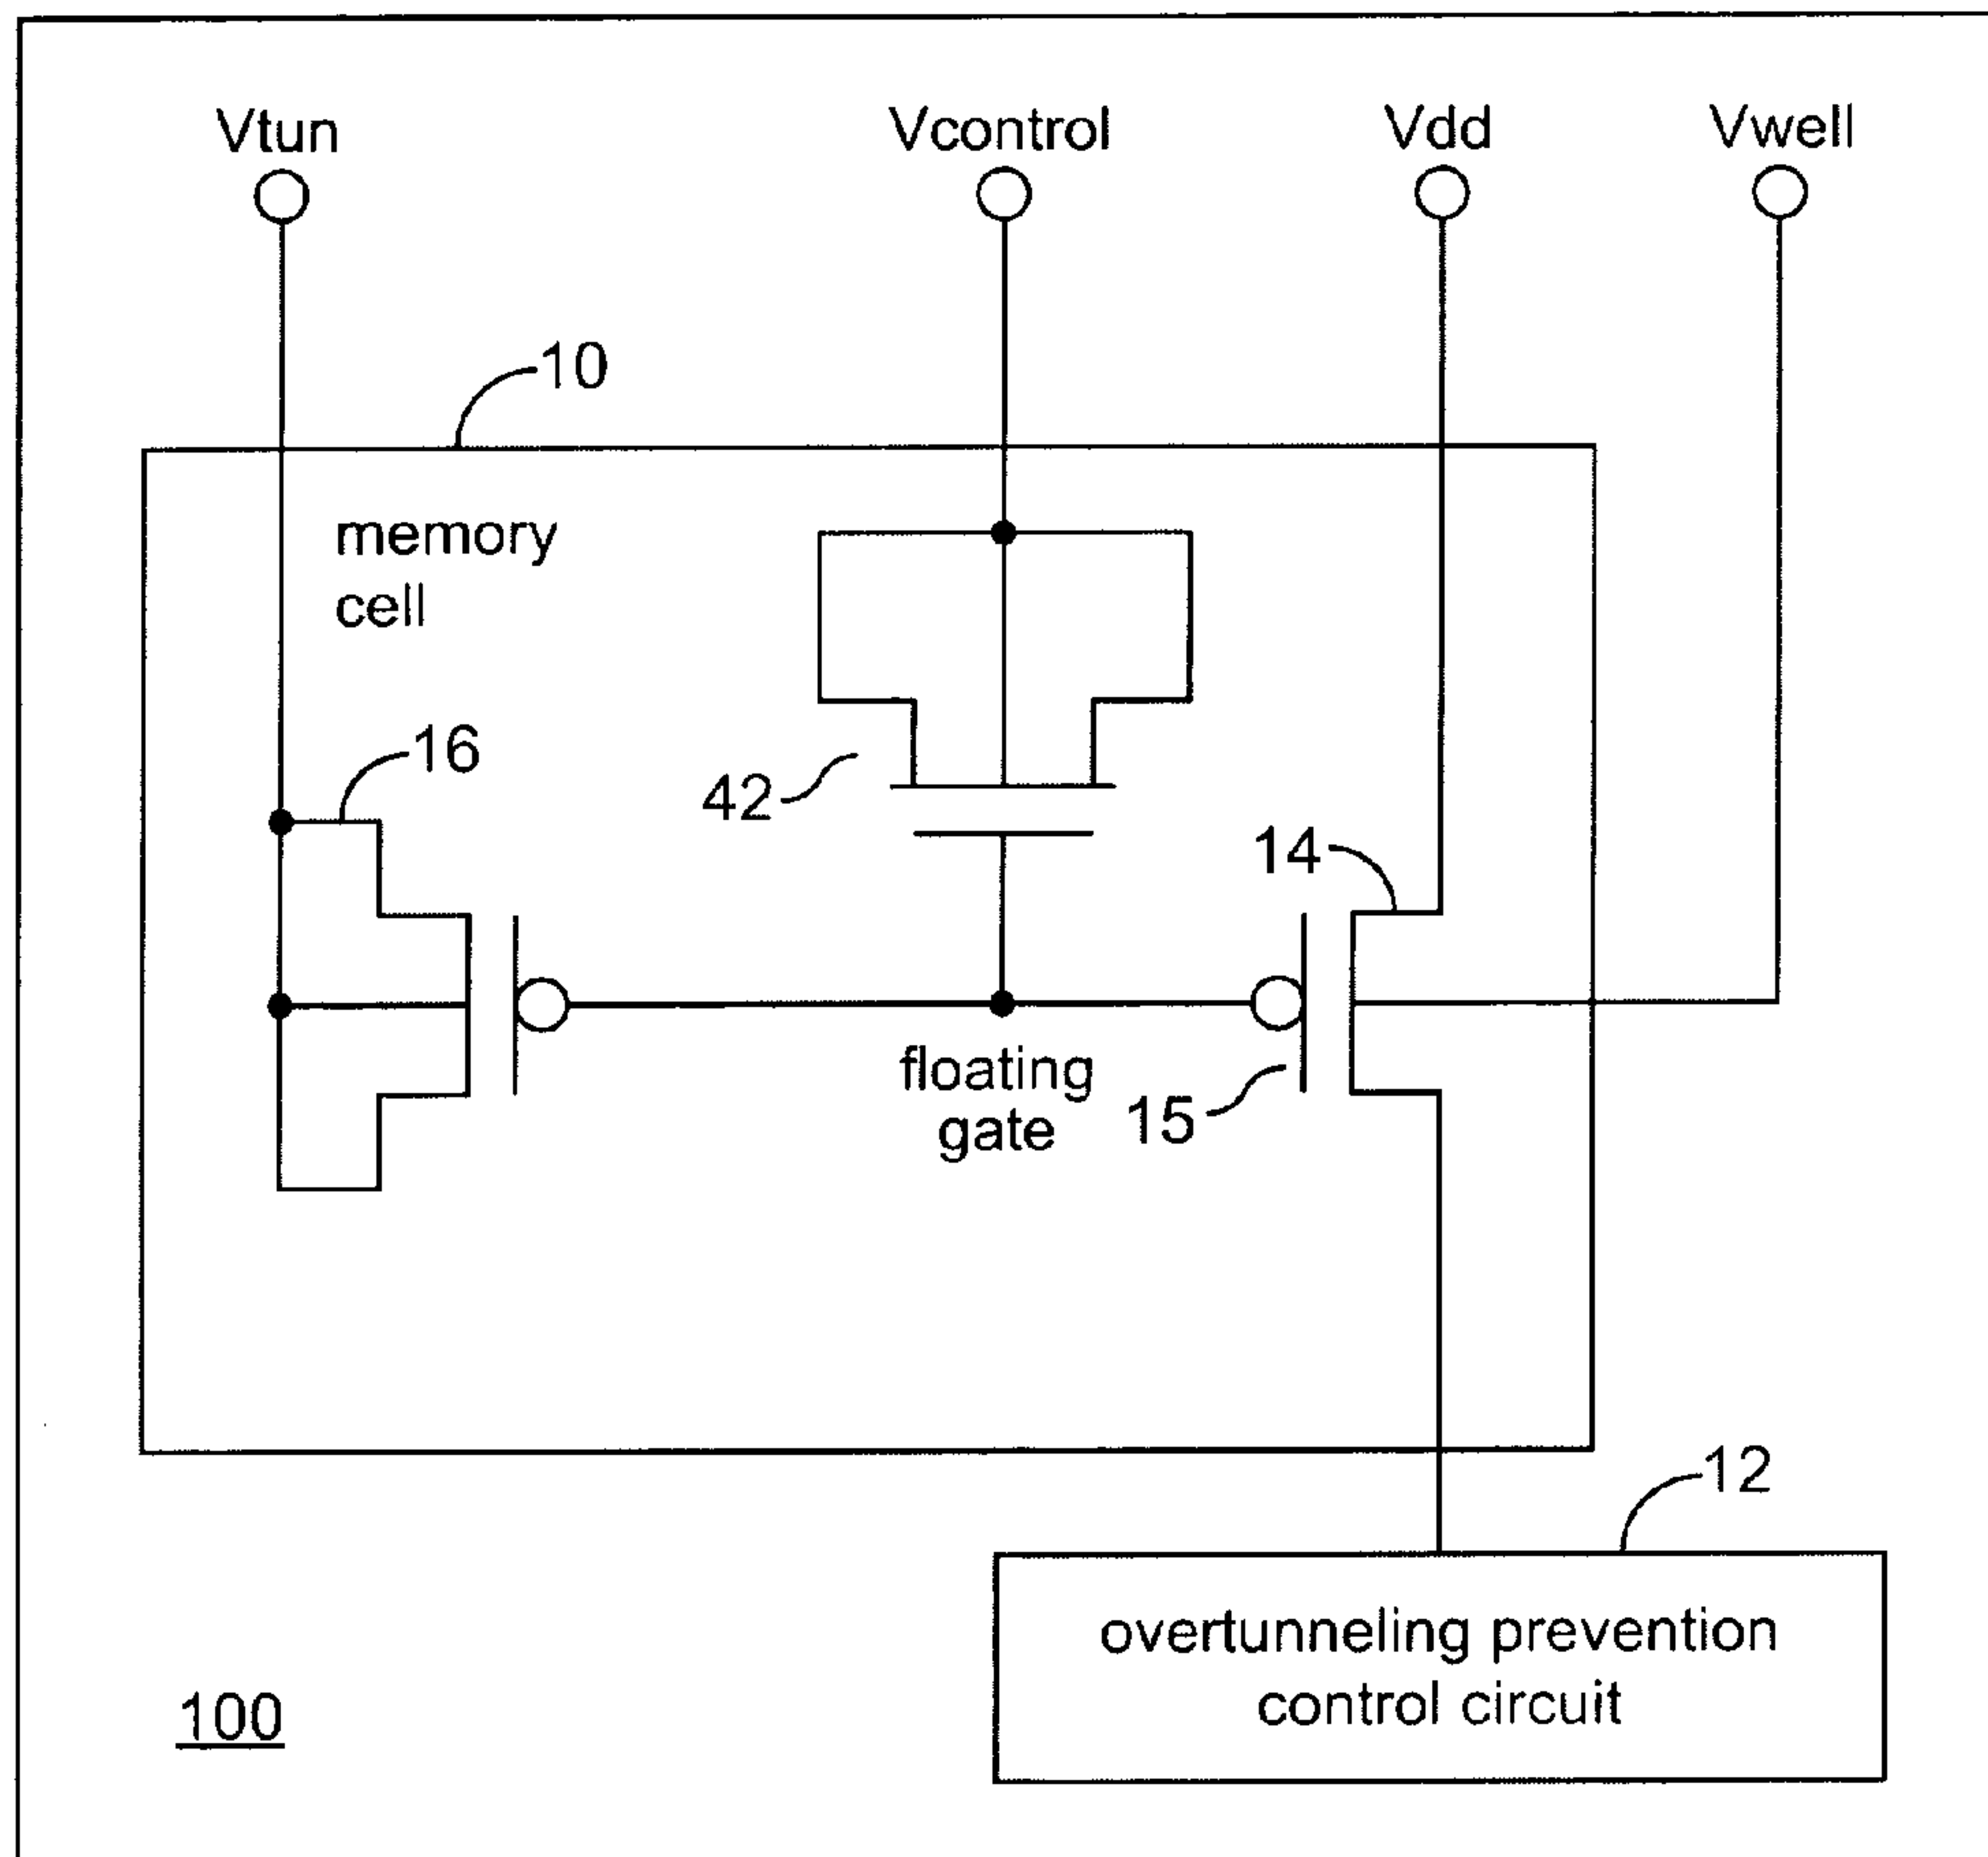 Vtun
Vcontrol
Vdd
Vwell
10
memory
cell
16
42
14
floating
gate
15
12
overtunneling prevention
control circuit
100